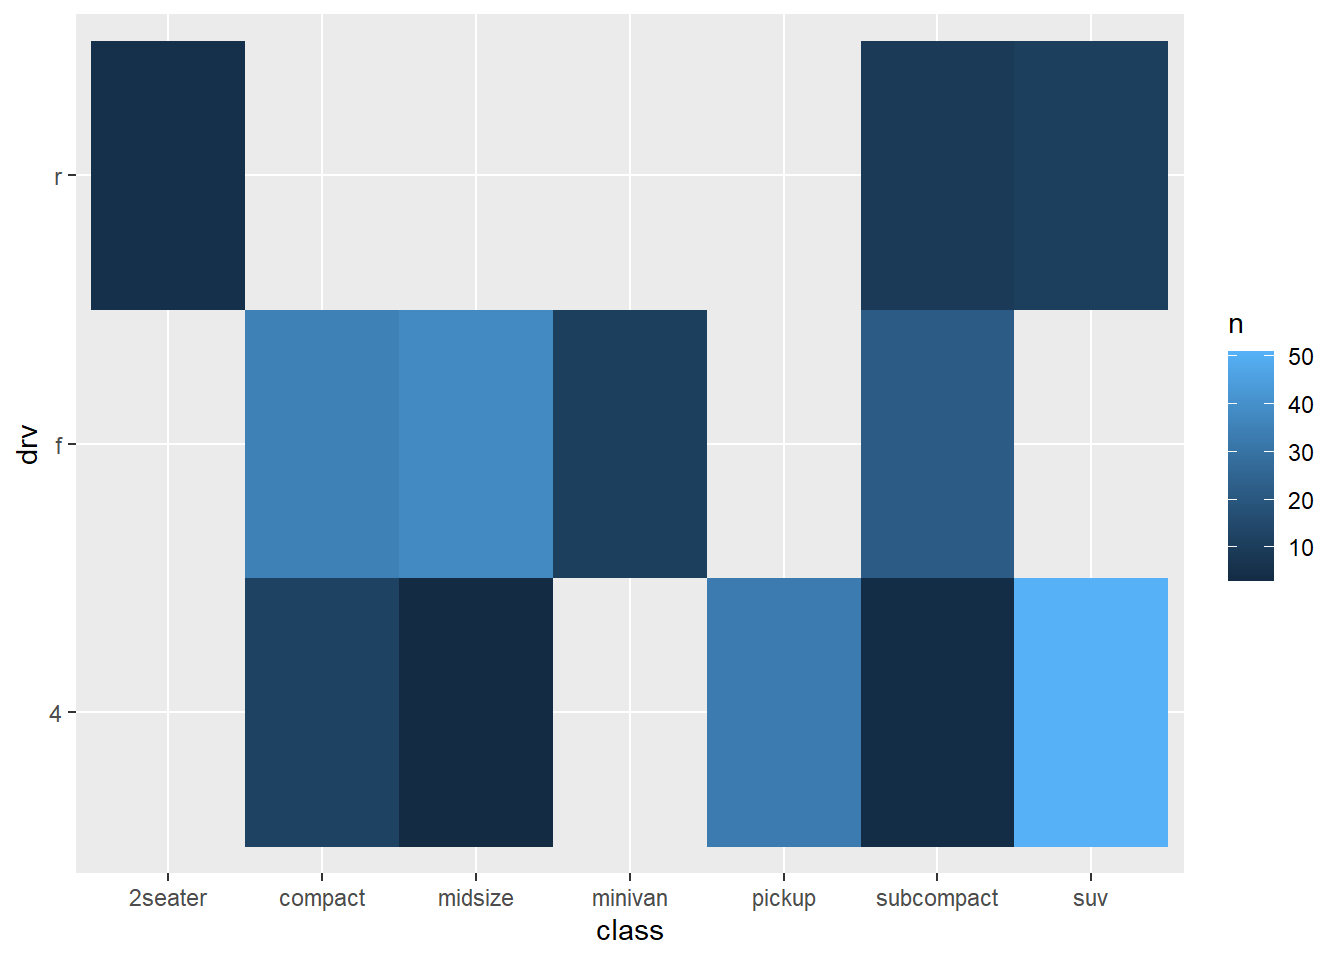 r
f
4
drv
2seater compact midsize minivan pickup subcompact suv
class
n
50
40
30
20
10